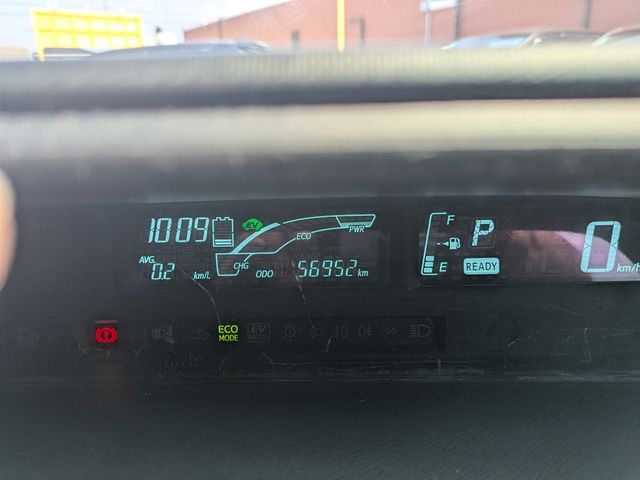 10:09
EV
ECO
PWR
CHG
AVG
0.2 km/L
ODO 56952 km
F
E
P
READY
0 km/h
ECO
MODE
EV
MODE